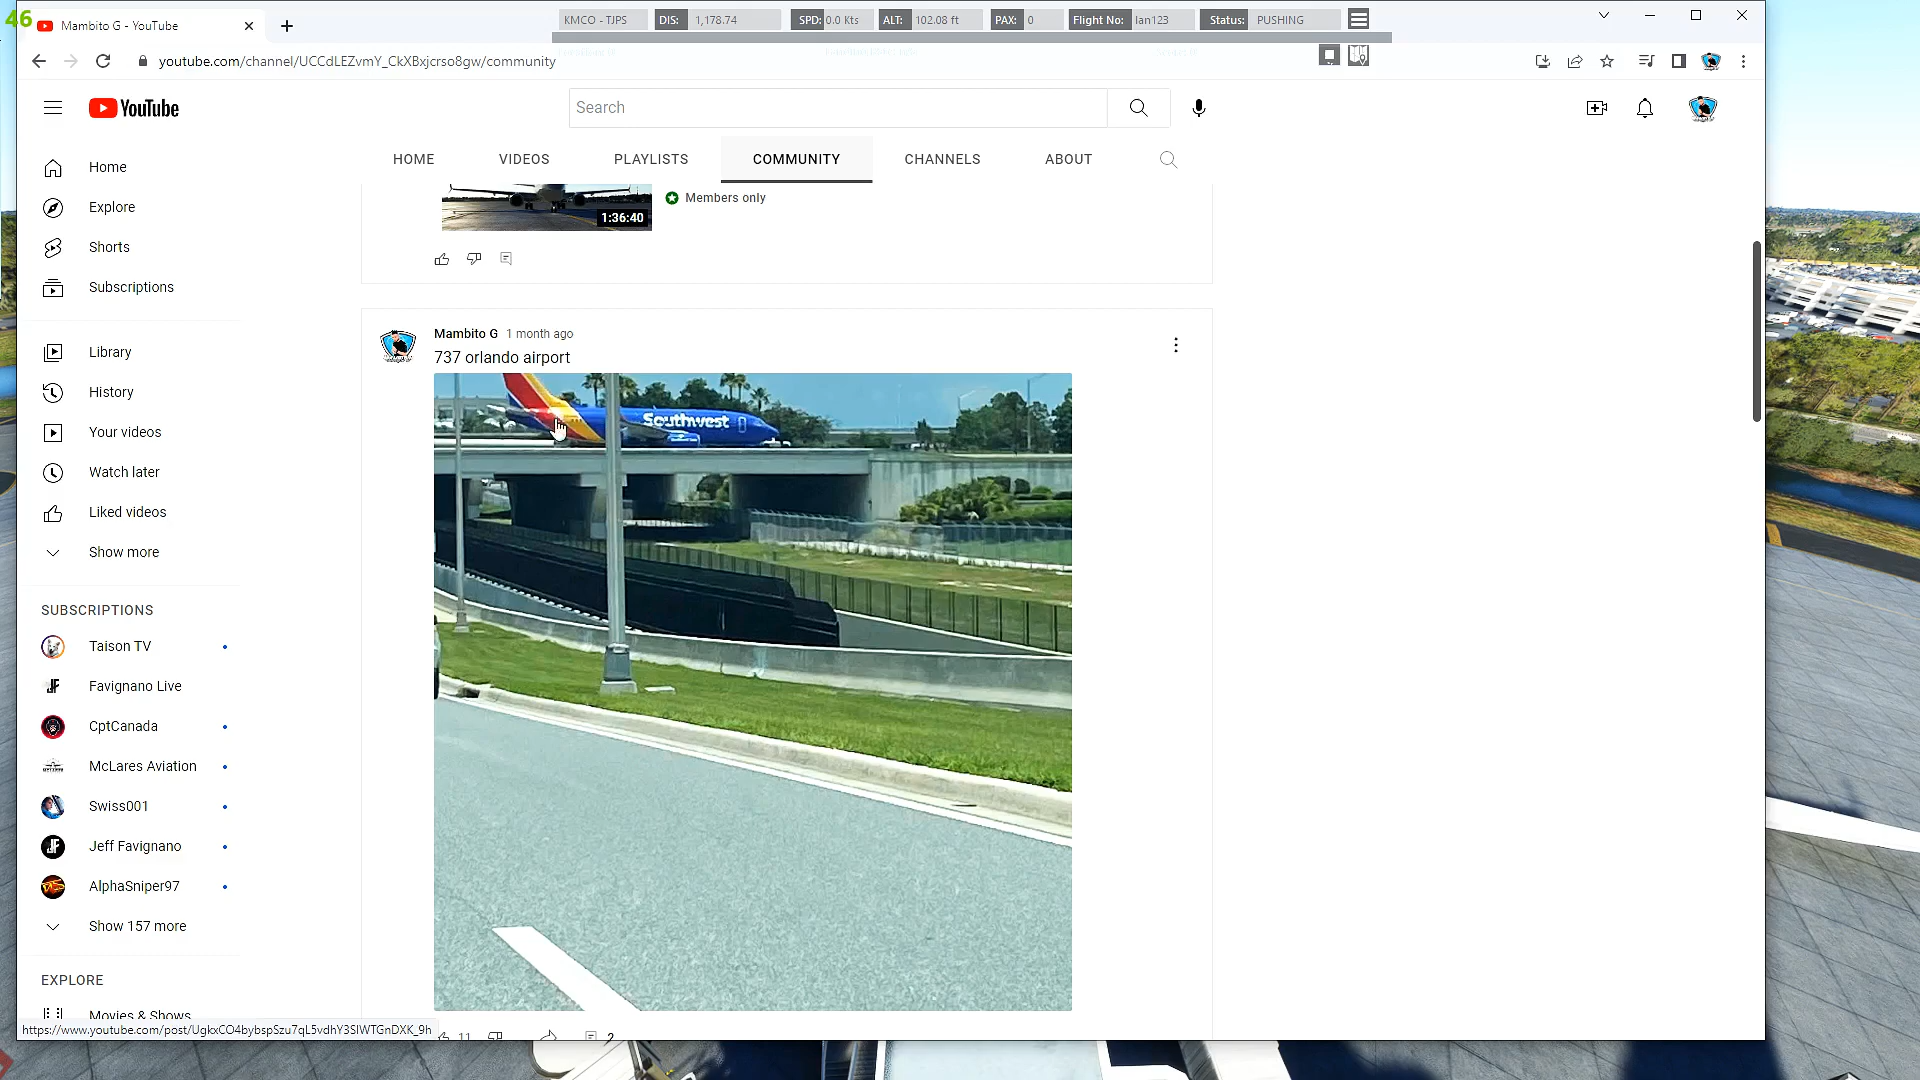 46
Mambito G - YouTube
KMCO - TJPS
DIS: 1,178.74
SPD: 0.0 Kts
ALT: 102.08 ft
PAX: 0
Flight No: lan123
Status: PUSHING
youtube.com/channel/UCCdLEZvmY_CkXBxjcrso8gw/community
YouTube
Search
HOME
VIDEOS
PLAYLISTS
COMMUNITY
CHANNELS
ABOUT
Home
Explore
Shorts
Subscriptions
Library
History
Your videos
Watch later
Liked videos
Show more
SUBSCRIPTIONS
Taison TV
Favignano Live
CptCanada
McLares Aviation
Swiss001
Jeff Favignano
AlphaSniper97
Show 157 more
EXPLORE
Movies & Shows
1:36:40
Members only
Mambito G 1 month ago
737 orlando airport
Southwest
11
2
https://www.youtube.com/post/UgkxCO4bybspSzu7qL5vdhY3SIWTGnDXK_9h